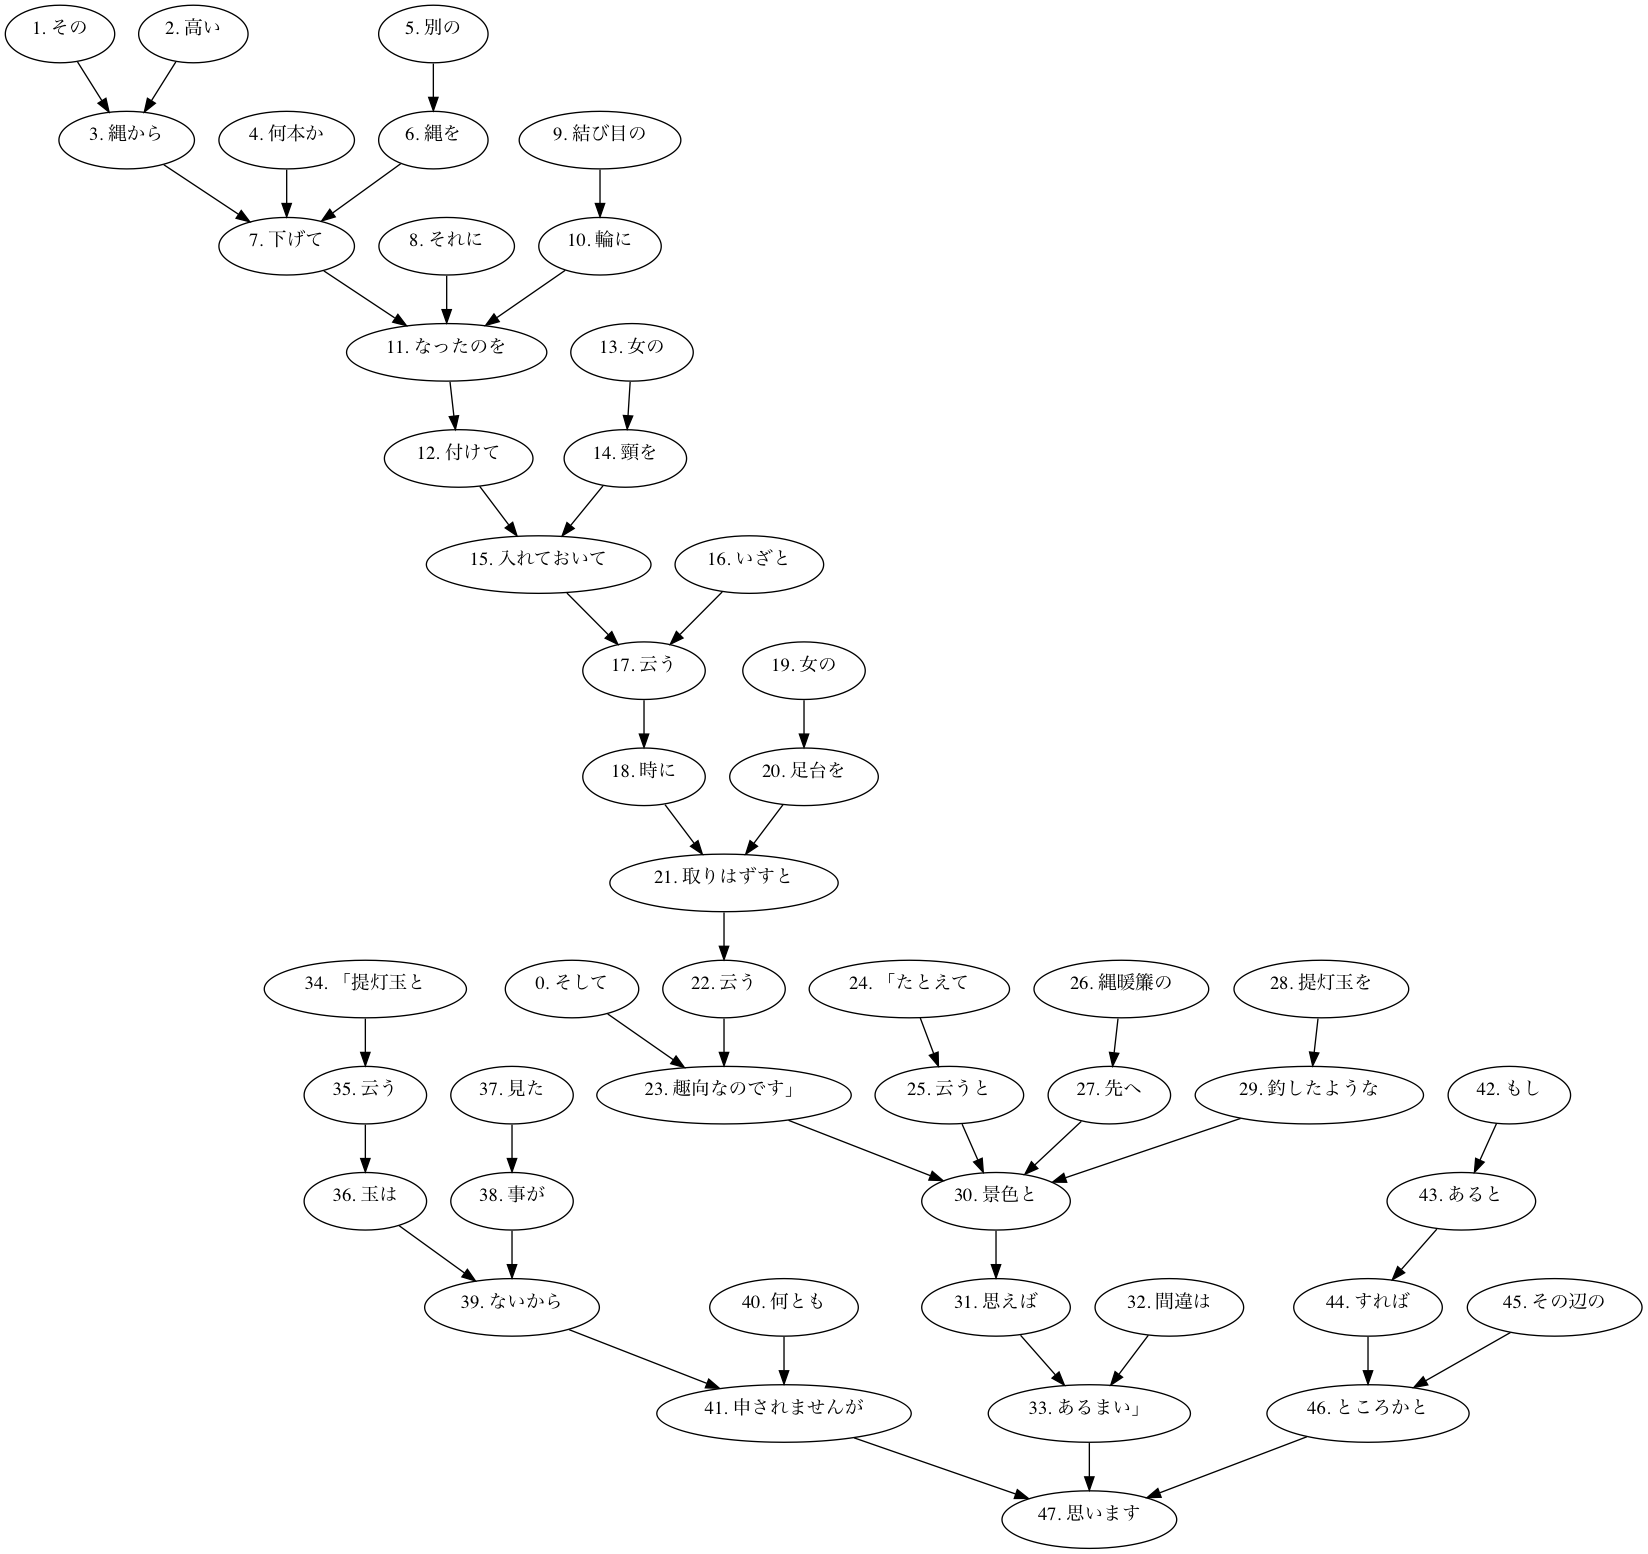 1. その
2. 高い
5. 別の
3. 縄から
4. 何本か
6. 縄を
9. 結び目の
7. 下げて
8. それに
10. 輪に
11. なったのを
13. 女の
12. 付けて
14. 頸を
15. 入れておいて
16. いざと
17. 云う
19. 女の
18. 時に
20. 足台を
21. 取りはずすと
34. 「提灯玉と
0. そして
22. 云う
24. 「たとえて
26. 縄暖簾の
28. 提灯玉を
35. 云う
37. 見た
23. 趣向なのです」
25. 云うと
27. 先へ
29. 釣したような
42. もし
36. 玉は
38. 事が
30. 景色と
43. あると
39. ないから
40. 何とも
31. 思えば
32. 間違は
44. すれば
45. その辺の
41. 申されませんが
33. あるまい」
46. ところかと
47. 思います